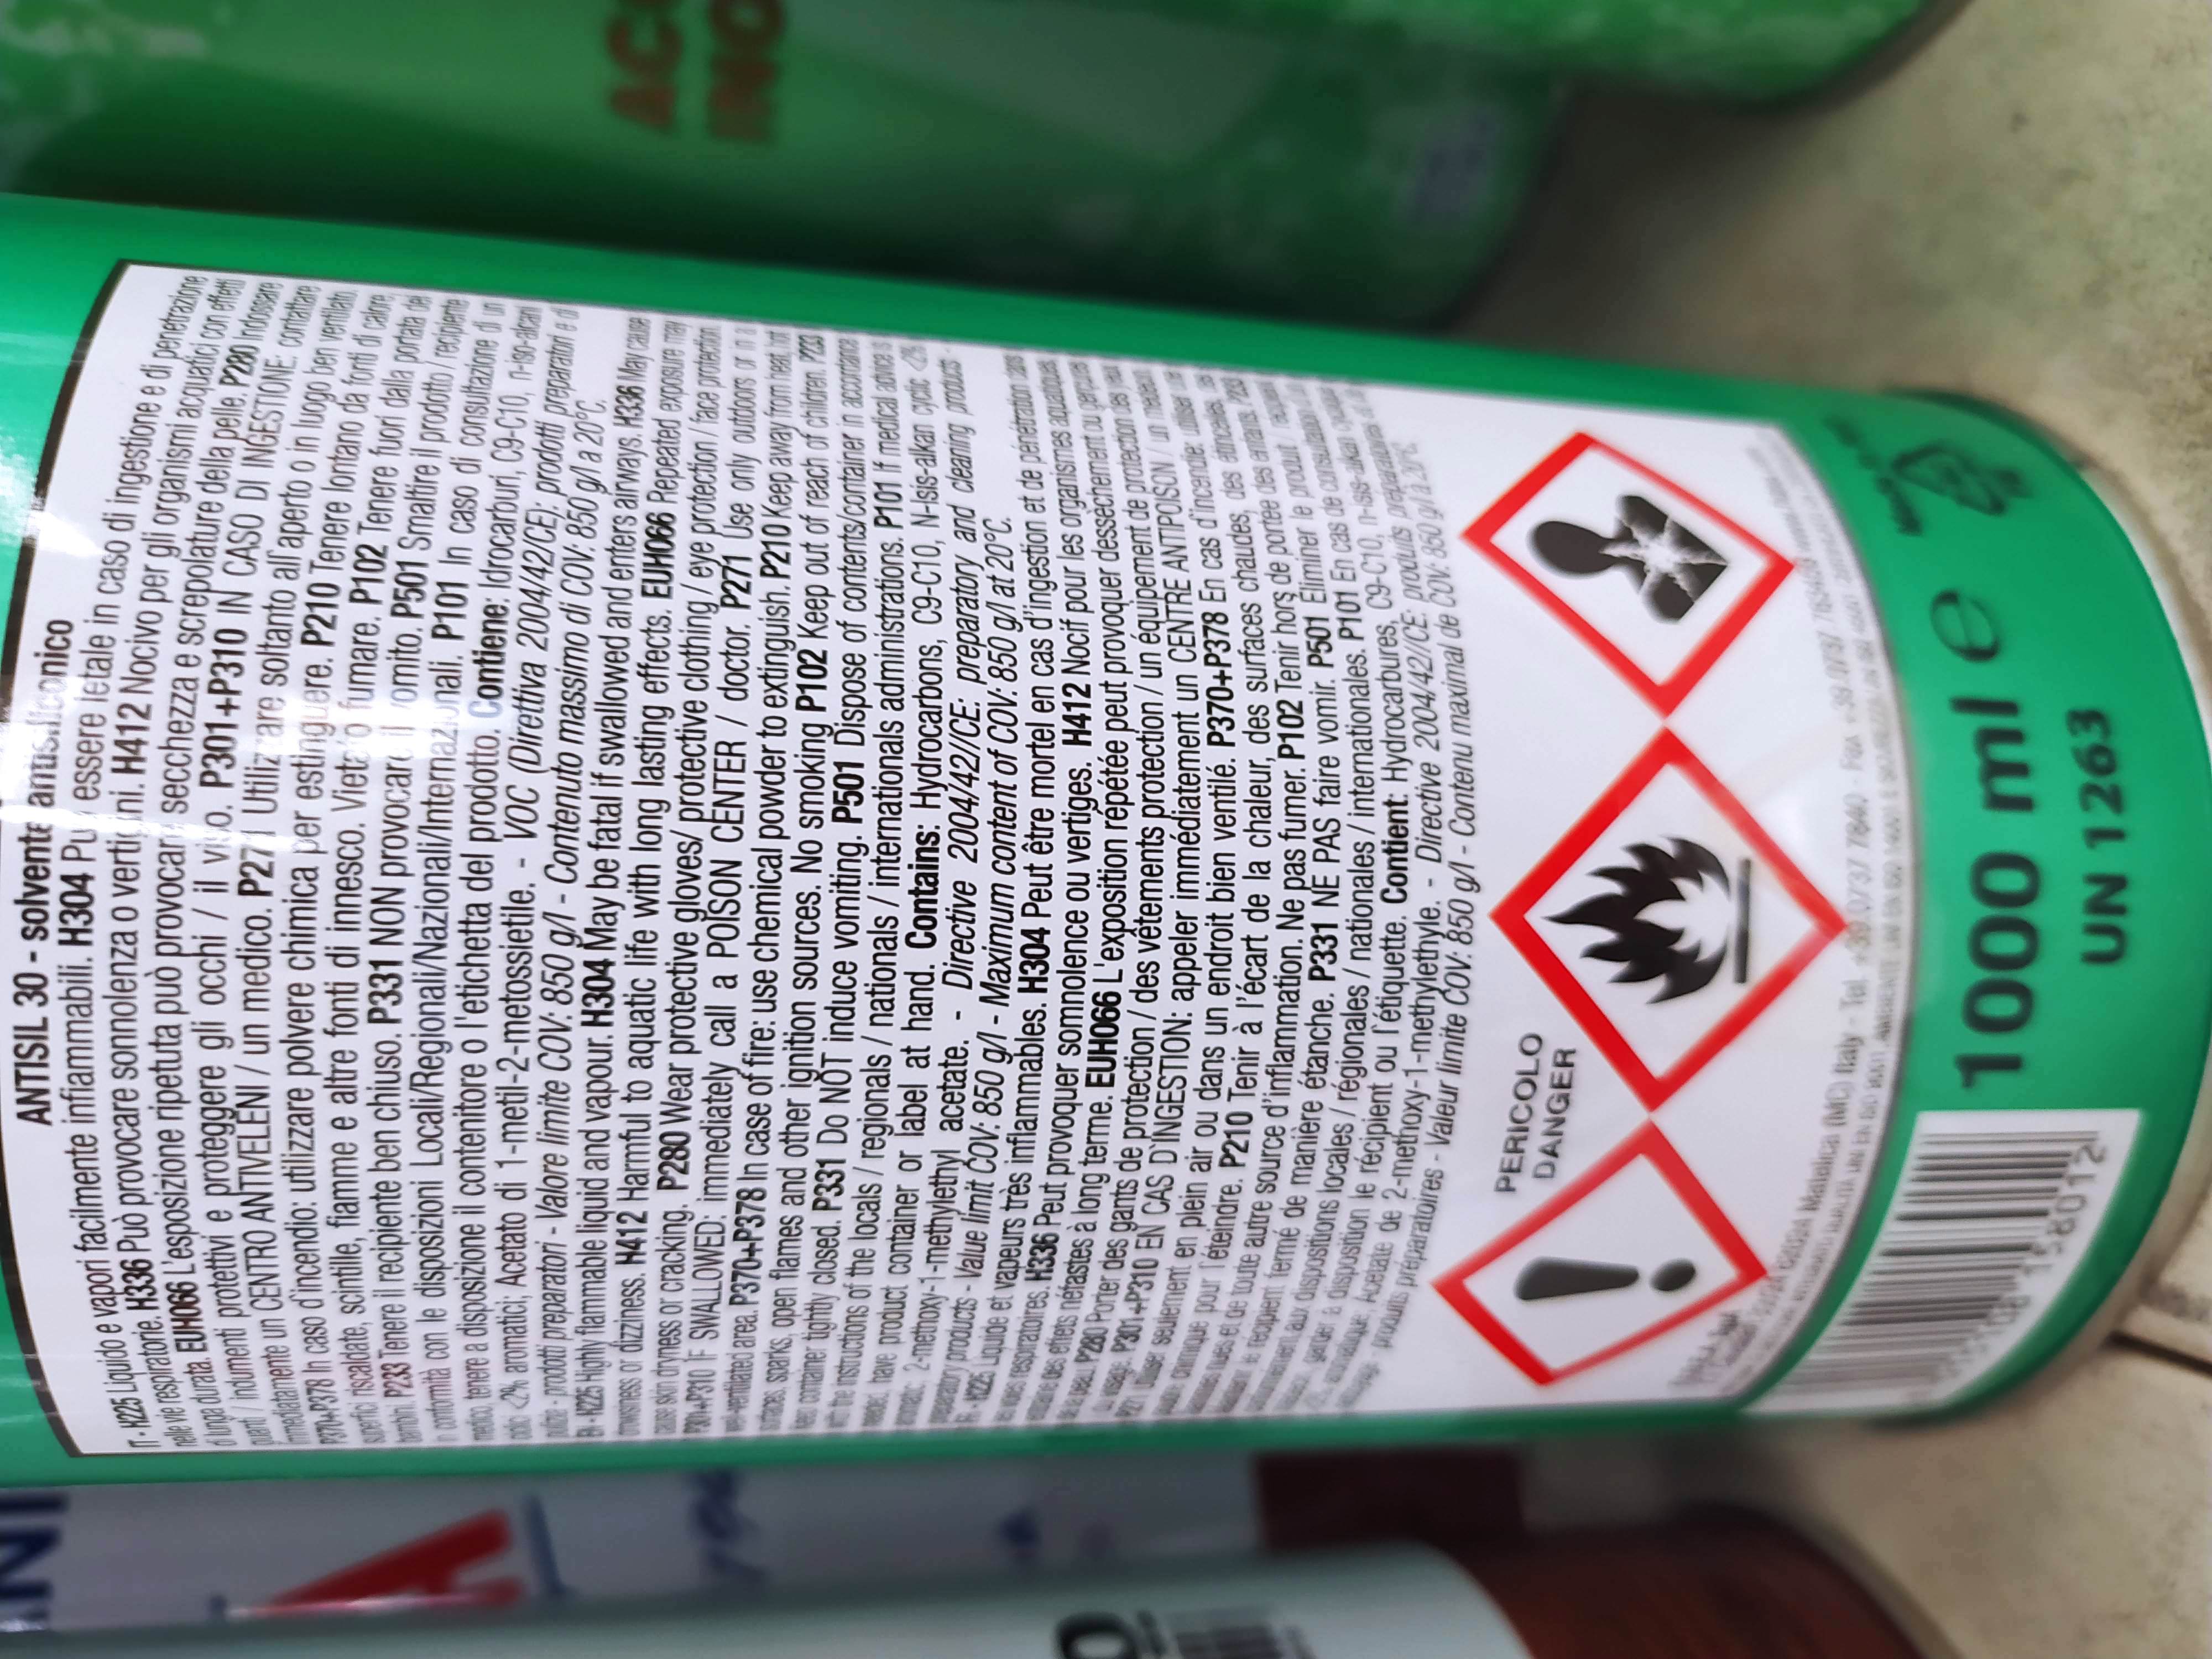 ANTISIL 30 - solvente antisiliconico
IT - H225 Liquido e vapori facilmente infiammabili. H304 Può essere letale in caso di ingestione e di penetrazione
nelle vie respiratorie. H336 Può provocare sonnolenza o vertigini. H412 Nocivo per gli organismi acquatici con effetti
di lunga durata. EUH066 L'esposizione ripetuta può provocare secchezza e screpolature della pelle. P280 Indossare
guanti / indumenti protettivi e proteggere gli occhi / il viso. P301+P310 IN CASO DI INGESTIONE: contattare
immediatamente un CENTRO ANTIVELENI / un medico. P271 Utilizzare soltanto all'aperto o in luogo ben ventilato
P370+P378 In caso d'incendio: utilizzare polvere chimica per estinguere. P210 Tenere lontano da fonti di calore,
superfici riscaldate, scintille, fiamme e altre fonti di innesco. Vietato fumare. P102 Tenere fuori dalla portata dei
bambini. P233 Tenere il recipiente ben chiuso. P331 NON provocare il vomito. P501 Smaltire il prodotto / recipiente
in conformità con le disposizioni Locali/Regionali/Nazionali/Internazionali. P101 In caso di consultazione di un
medico, tenere a disposizione il contenitore o l'etichetta del prodotto. Contiene: Idrocarburi, C9-C10, n-iso-alcani
ciclici <2% aromatici; Acetato di 1-metil-2-metossietile. - VOC (Direttiva 2004/42/CE): prodotti preparatori e di
pulizia - prodotti preparatori - Valore limite COV: 850 g/l - Contenuto massimo di COV: 850 g/l a 20°C.
EN - H225 Highly flammable liquid and vapour. H304 May be fatal if swallowed and enters airways. H336 May cause
drowsiness or dizziness. H412 Harmful to aquatic life with long lasting effects. EUH066 Repeated exposure may
cause skin dryness or cracking. P280 Wear protective gloves/ protective clothing/ eye protection / face protection
P301+P310 IF SWALLOWED: immediately call a POISON CENTER / doctor. P271 Use only outdoors or in a
well-ventilated area. P370+P378 In case of fire: use chemical powder to extinguish. P210 Keep away from heat, hot
surfaces, sparks, open flames and other ignition sources. No smoking P102 Keep out of reach of children. P233
Keep container tightly closed. P331 Do NOT induce vomiting. P501 Dispose of contents/container in accordance
with the instructions of the locals / regionals / nationals / internationals administrations. P101 If medical advice is
needed, have product container or label at hand. Contains: Hydrocarbons, C9-C10, N-Isis-alkan cyclic <2%
aromatic; 2-methoxy-1-methylethyl acetate. - Directive 2004/42/CE: preparatory and cleaning products -
preparatory products - Value limit COV: 850 g/l - Maximum content of COV: 850 g/l at 20°C.
FR - H225 Liquide et vapeurs très inflammables. H304 Peut être mortel en cas d'ingestion et de pénétration dans
les voies respiratoires. H336 Peut provoquer somnolence ou vertiges. H412 Nocif pour les organismes aquatiques,
entraîne des effets néfastes à long terme. EUH066 L'exposition répétée peut provoquer dessèchement ou gerçures
de la peau. P280 Porter des gants de protection / des vêtements protection / un équipement de protection des yeux
du visage. P301+P310 EN CAS D'INGESTION: appeler immédiatement un CENTRE ANTIPOISON / un médecin
P271 Utiliser seulement en plein air ou dans un endroit bien ventilé. P370+P378 En cas d'incendie: utiliser
poudre chimique pour l'éteindre. P210 Tenir à l'écart de la chaleur, des surfaces chaudes, des étincelles, des
flammes nues et de toute autre source d'inflammation. Ne pas fumer. P102 Tenir hors de portée des enfants. P233
le récipient fermé de manière étanche. P331 NE PAS faire vomir. P501 Eliminer le produit / récipient
conformément aux dispositions locales / régionales / nationales / internationales. P101 En cas de consultation
garder à disposition le récipient ou l'étiquette. Contient: Hydrocarbures, C9-C10, n-isis-alkan
aromatique; Acetate de 2-methoxy-1-methylethyle. - Directive 2004/42/CE: produits préparatoires
produits préparatoires - Valeur limite COV: 850 g/l - Contenu maximal de COV: 850 g/l à 20°C
PERICOLO
DANGER
62024 Matelica (MC) Italy - Tel. +39.0737 7840 - Fax +39.0737
1000 ml e
UN 1263
158012